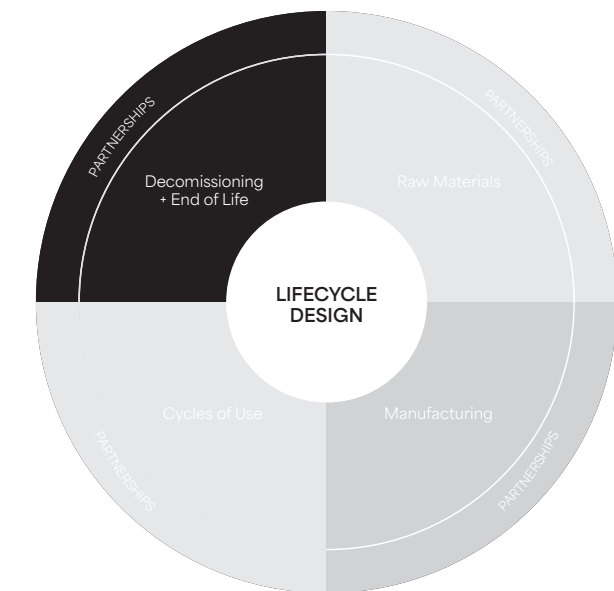 PARTNERSHIPS
PARTNERSHIPS
Decomissioning
+ End of Life
Raw Materials
LIFECYCLE
DESIGN
Cycles of Use
Manufacturing
PARTNERSHIPS
PARTNERSHIPS